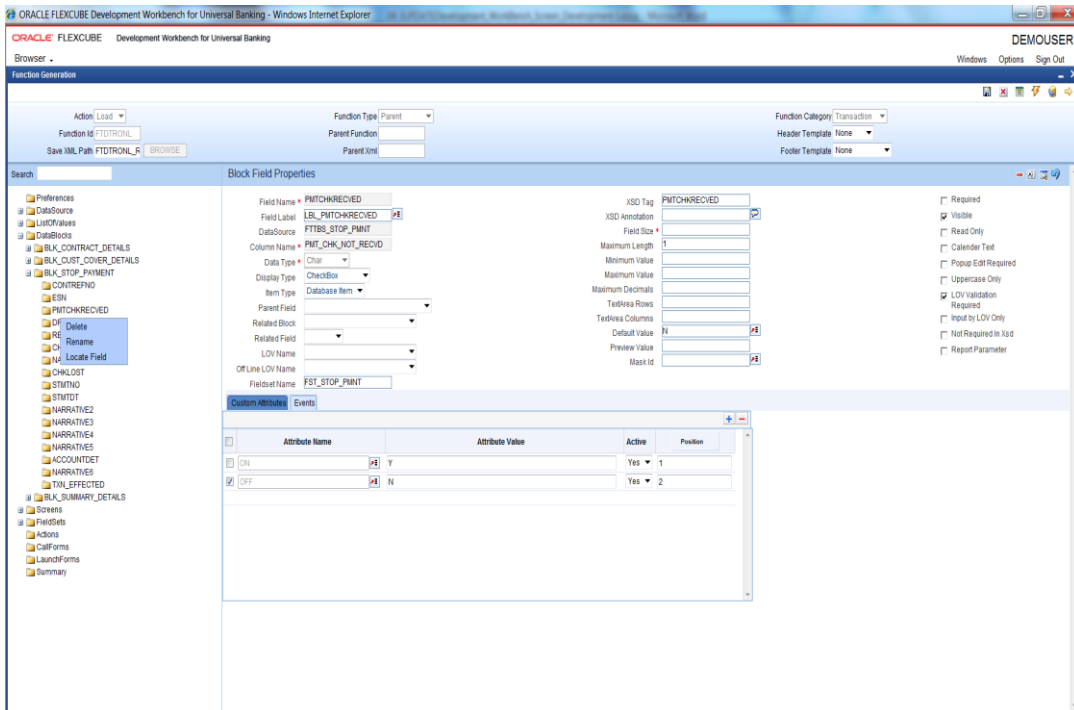 ORACLE FLEXCUBE Development Workbench for Universal Banking - Windows Internet Explorer
ORACLE FLEXCUBE Development Workbench for Universal Banking DEMOUSER
Browser Windows Options Sign Out
Function Generation
Action Load Function Type Parent Function Category Transaction
Function Id FTDTRONL Parent Function Header Template None
Save XML Path FTDTRONL_R BROWSE Parent Xml Footer Template None
Search
Preferences
DataSource
ListOfValues
DataBlocks
BLK_CONTRACT_DETAILS
BLK_CUST_COVER_DETAILS
BLK_STOP_PAYMENT
CONTREFNO
ESN
PMTCHKRECVED
Delete
Rename
Locate Field
CHKLOST
STMTNO
STMTDT
NARRATIVE2
NARRATIVE3
NARRATIVE4
NARRATIVE5
ACCOUNTDET
NARRATIVE6
TXN_EFFECTED
BLK_SUMMARY_DETAILS
Screens
FieldSets
Actions
CallForms
LaunchForms
Summary
Block Field Properties
Field Name * PMTCHKRECVED
Field Label LBL_PMTCHKRECVED
DataSource FTTBS_STOP_PMNT
Column Name * PMT_CHK_NOT_RECVD
Data Type * Char
Display Type CheckBox
Item Type Database Item
Parent Field
Related Block
Related Field
LOV Name
Off Line LOV Name
Fieldset Name FST_STOP_PMNT
XSD Tag PMTCHKRECVED
XSD Annotation
Field Size *
Maximum Length 1
Minimum Value
Maximum Value
Maximum Decimals
TextArea Rows
TextArea Columns
Default Value N
Preview Value
Mask Id
Required
Visible
Read Only
Calender Text
Popup Edit Required
Uppercase Only
LOV Validation
Required
Input by LOV Only
Not Required In Xsd
Report Parameter
Custom Attributes Events
Attribute Name Attribute Value Active Position
ON Y Yes 1
OFF N Yes 2